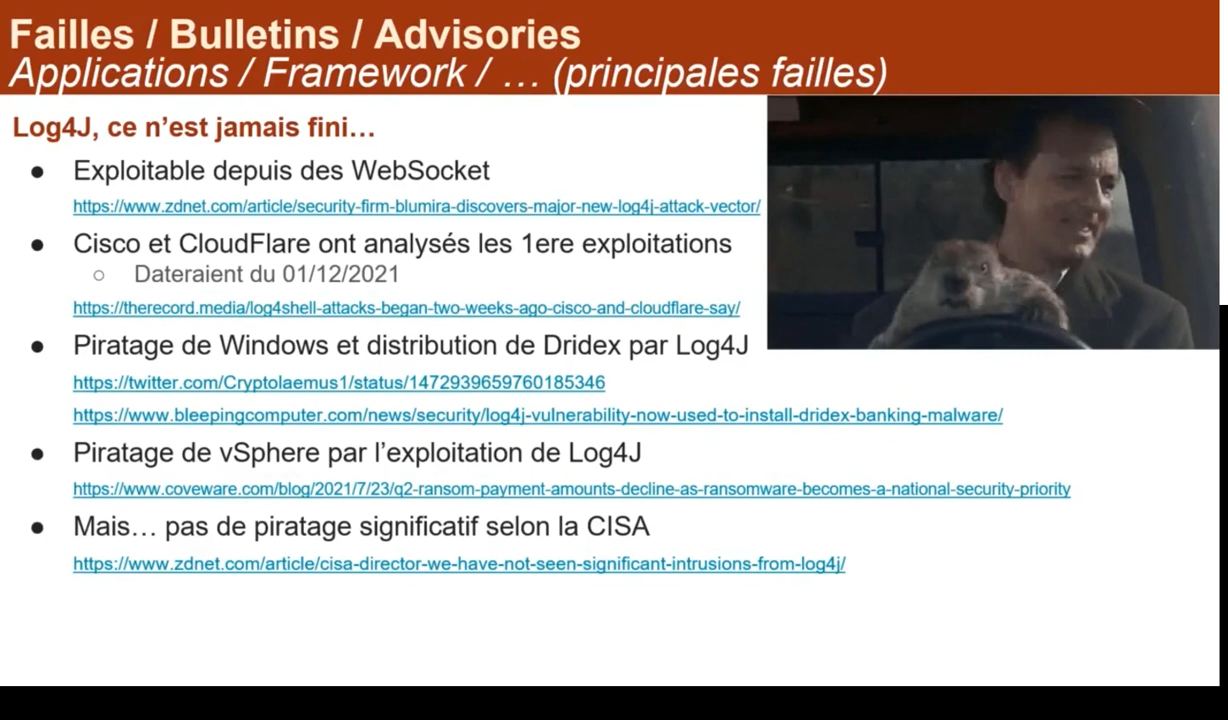 Failles / Bulletins / Advisories
Applications / Framework / … (principales failles)
Log4J, ce n’est jamais fini…
● Exploitable depuis des WebSocket
https://www.zdnet.com/article/security-firm-blumira-discovers-major-new-log4j-attack-vector/
● Cisco et CloudFlare ont analysés les 1ere exploitations
○ Dateraient du 01/12/2021
https://therecord.media/log4shell-attacks-began-two-weeks-ago-cisco-and-cloudflare-say/
● Piratage de Windows et distribution de Dridex par Log4J
https://twitter.com/Cryptolaemus1/status/1472939659760185346
https://www.bleepingcomputer.com/news/security/log4j-vulnerability-now-used-to-install-dridex-banking-malware/
● Piratage de vSphere par l’exploitation de Log4J
https://www.coveware.com/blog/2021/7/23/q2-ransom-payment-amounts-decline-as-ransomware-becomes-a-national-security-priority
● Mais… pas de piratage significatif selon la CISA
https://www.zdnet.com/article/cisa-director-we-have-not-seen-significant-intrusions-from-log4j/